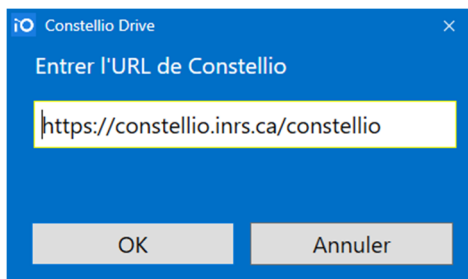 iO Constellio Drive
Entrer l'URL de Constellio
https://constellio.inrs.ca/constellio
OK Annuler